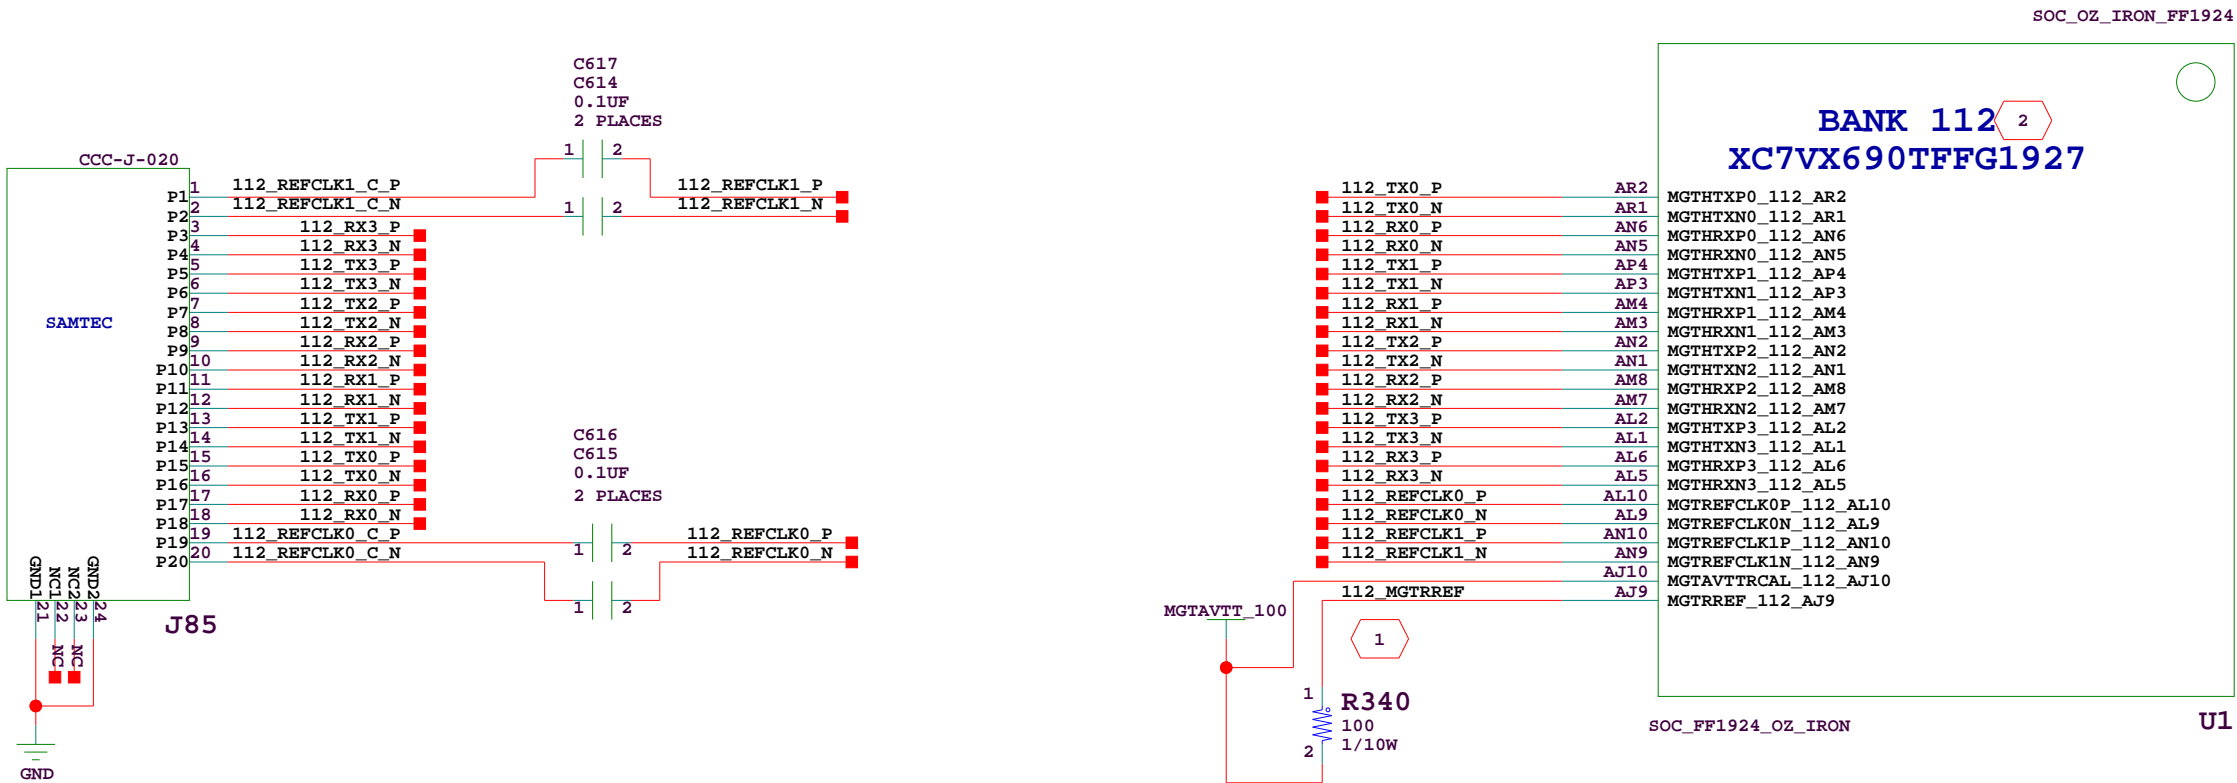 SOC_OZ_IRON_FF1924
C617
C614
0.1UF
2 PLACES
BANK 112
2
XC7VX690TFFG1927
CCC-J-020
SAMTEC
P1 1 112_REFCLK1_C_P 1 2 112_REFCLK1_P
P2 2 112_REFCLK1_C_N 1 2 112_REFCLK1_N
P3 3 112_RX3_P
P4 4 112_RX3_N
P5 5 112_TX3_P
P6 6 112_TX3_N
P7 7 112_TX2_P
P8 8 112_TX2_N
P9 9 112_RX2_P
P10 10 112_RX2_N
P11 11 112_RX1_P
P12 12 112_RX1_N
P13 13 112_TX1_P
P14 14 112_TX1_N
P15 15 112_TX0_P
P16 16 112_TX0_N
P17 17 112_RX0_P
P18 18 112_RX0_N
P19 19 112_REFCLK0_C_P 1 2 112_REFCLK0_P
P20 20 112_REFCLK0_C_N 1 2 112_REFCLK0_N
C616
C615
0.1UF
2 PLACES
GND1 21
NC1 22 NC
NC2 23 NC
GND2 24
J85
GND
112_TX0_P AR2 MGTHTXP0_112_AR2
112_TX0_N AR1 MGTHTXN0_112_AR1
112_RX0_P AN6 MGTHRXP0_112_AN6
112_RX0_N AN5 MGTHRXN0_112_AN5
112_TX1_P AP4 MGTHTXP1_112_AP4
112_TX1_N AP3 MGTHTXN1_112_AP3
112_RX1_P AM4 MGTHRXP1_112_AM4
112_RX1_N AM3 MGTHRXN1_112_AM3
112_TX2_P AN2 MGTHTXP2_112_AN2
112_TX2_N AN1 MGTHTXN2_112_AN1
112_RX2_P AM8 MGTHRXP2_112_AM8
112_RX2_N AM7 MGTHRXN2_112_AM7
112_TX3_P AL2 MGTHTXP3_112_AL2
112_TX3_N AL1 MGTHTXN3_112_AL1
112_RX3_P AL6 MGTHRXP3_112_AL6
112_RX3_N AL5 MGTHRXN3_112_AL5
112_REFCLK0_P AL10 MGTREFCLK0P_112_AL10
112_REFCLK0_N AL9 MGTREFCLK0N_112_AL9
112_REFCLK1_P AN10 MGTREFCLK1P_112_AN10
112_REFCLK1_N AN9 MGTREFCLK1N_112_AN9
AJ10 MGTAVTTRCAL_112_AJ10
112_MGTRREF AJ9 MGTRREF_112_AJ9
MGTAVTT_100
1
1
R340
100
1/10W
2
SOC_FF1924_OZ_IRON
U1